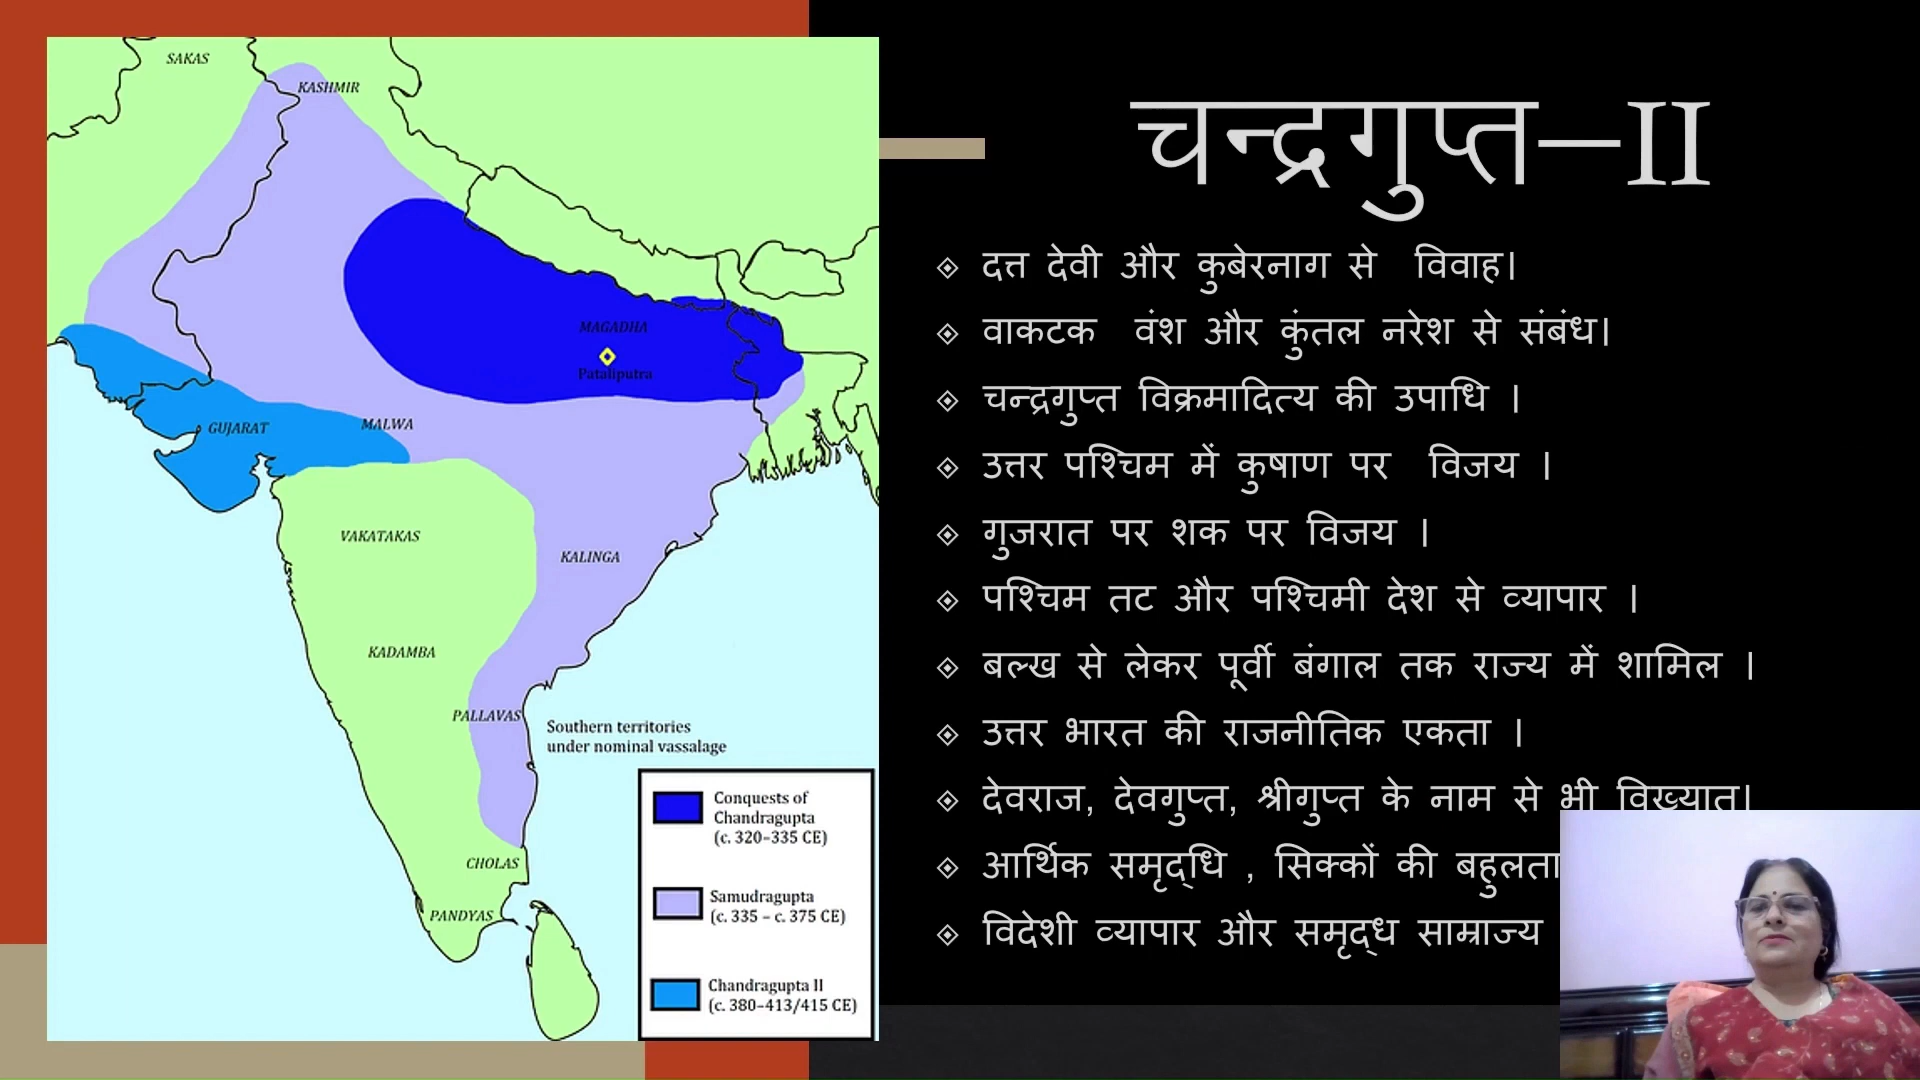 SAKAS
KASHMIR
MAGADHA
Pataliputra
GUJARAT
MALWA
VAKATAKAS
KALINGA
KADAMBA
PALLAVAS
Southern territories
under nominal vassalage
CHOLAS
PANDYAS
Conquests of
Chandragupta
(c. 320–335 CE)
Samudragupta
(c. 335 – c. 375 CE)
Chandragupta II
(c. 380–413/415 CE)
चन्द्रगुप्त–II
दत्त देवी और कुबेरनाग से विवाह।
वाकटक वंश और कुंतल नरेश से संबंध।
चन्द्रगुप्त विक्रमादित्य की उपाधि ।
उत्तर पश्चिम में कुषाण पर विजय ।
गुजरात पर शक पर विजय ।
पश्चिम तट और पश्चिमी देश से व्यापार ।
बल्ख से लेकर पूर्वी बंगाल तक राज्य में शामिल ।
उत्तर भारत की राजनीतिक एकता ।
देवराज, देवगुप्त, श्रीगुप्त के नाम से भी विख्यात।
आर्थिक समृद्धि , सिक्कों की बहुलता
विदेशी व्यापार और समृद्ध साम्राज्य